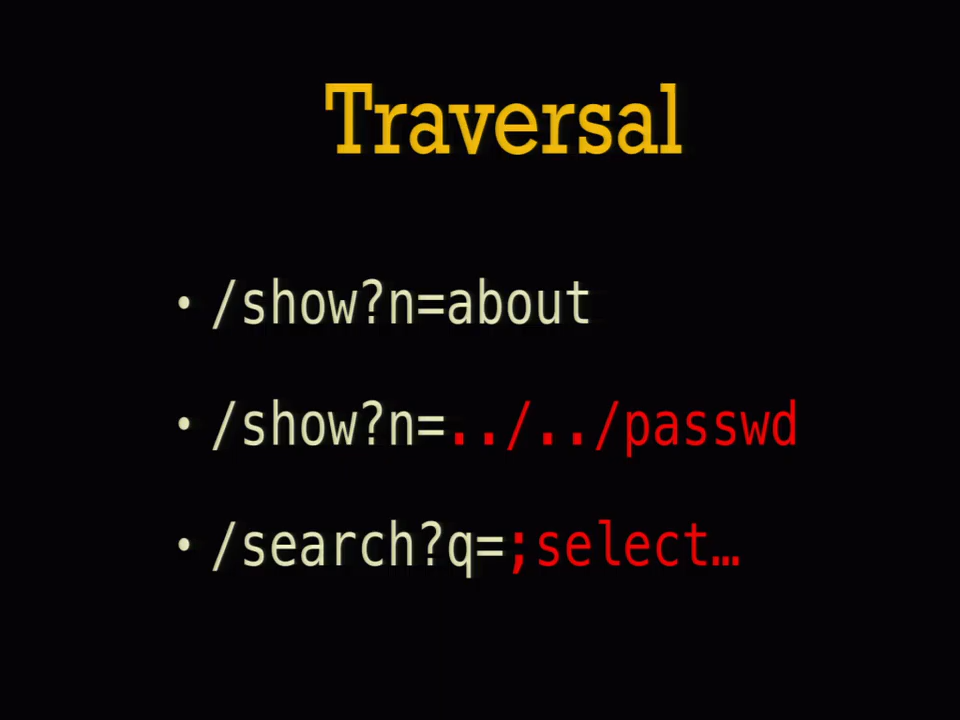 Traversal
• /show?n=about
• /show?n=../../passwd
• /search?q=;select…